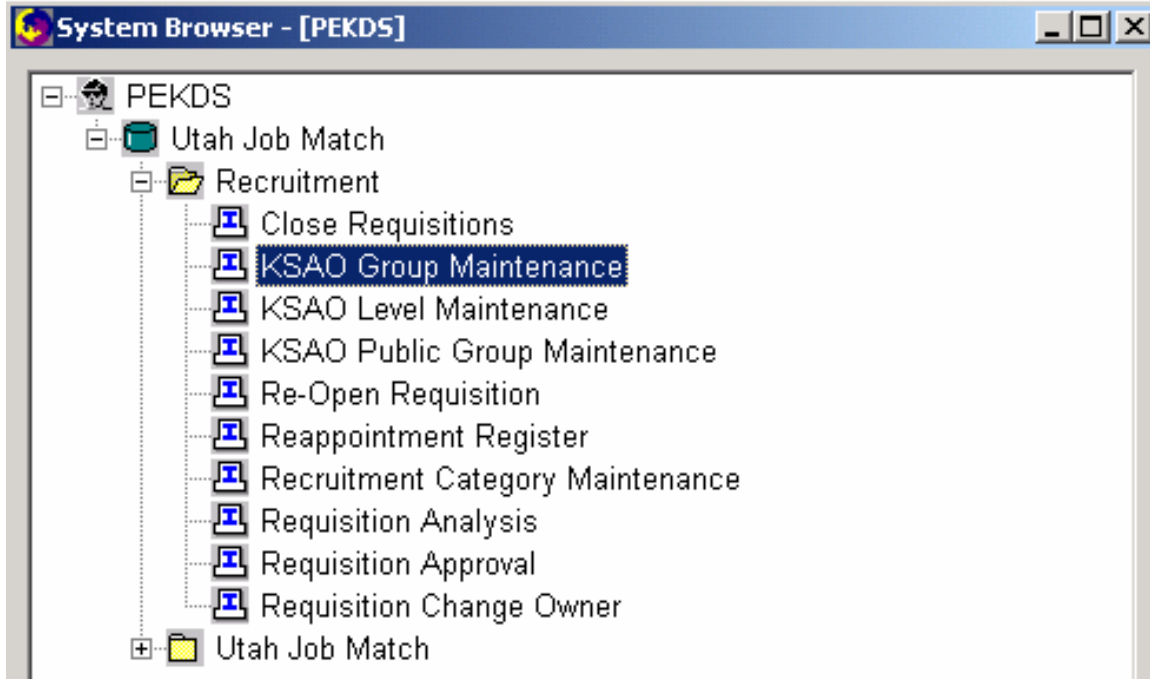 System Browser - [PEKDS]
PEKDS
Utah Job Match
Recruitment
Close Requisitions
KSAO Group Maintenance
KSAO Level Maintenance
KSAO Public Group Maintenance
Re-Open Requisition
Reappointment Register
Recruitment Category Maintenance
Requisition Analysis
Requisition Approval
Requisition Change Owner
Utah Job Match